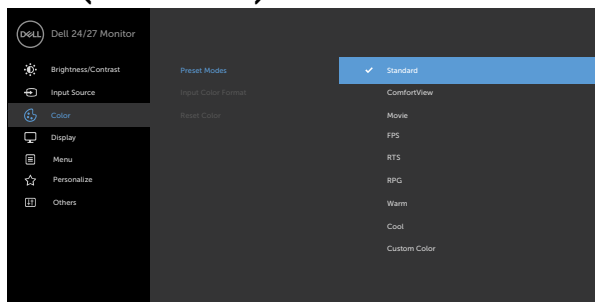 DELL Dell 24/27 Monitor
Brightness/Contrast Preset Modes Standard
Input Source Input Color Format ComfortView
Color Reset Color Movie
Display FPS
Menu RTS
Personalize RPG
Others Warm
Cool
Custom Color